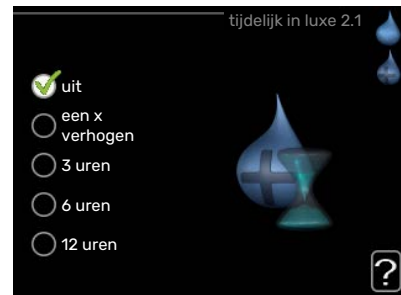 tijdelijk in luxe 2.1
uit
een x
verhogen
3 uren
6 uren
12 uren
?